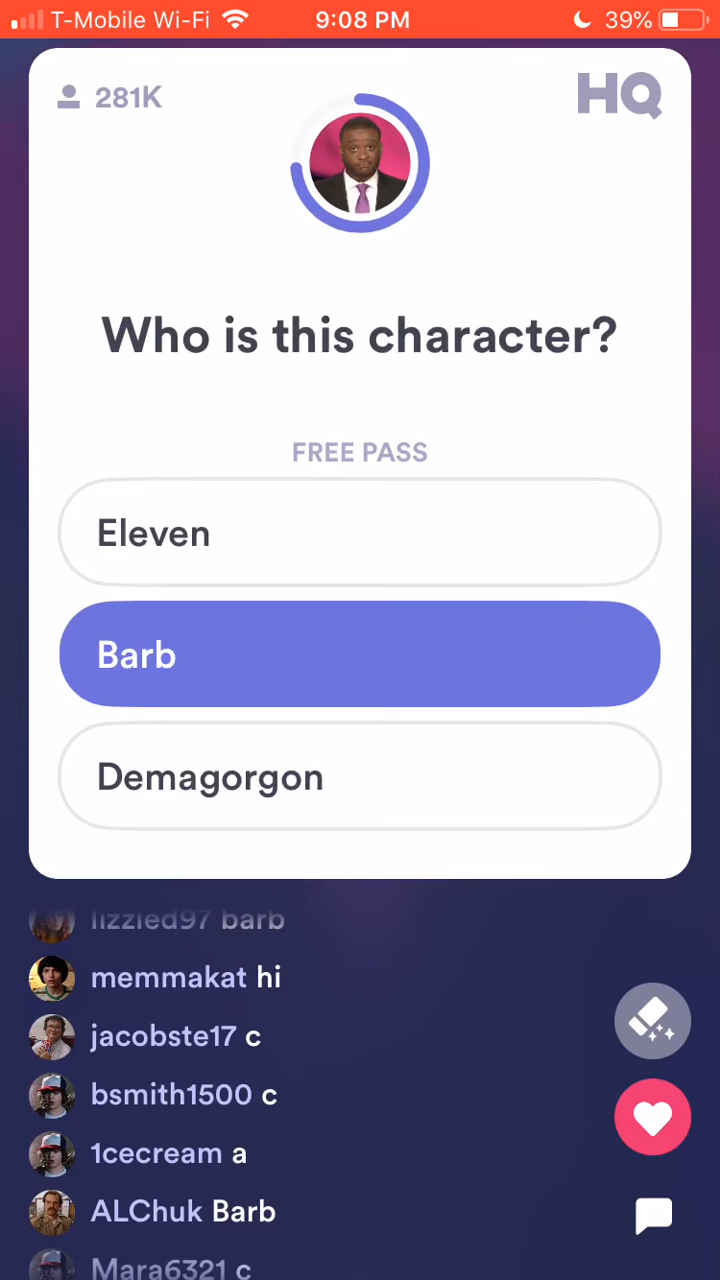 T-Mobile Wi-Fi 9:08 PM 39%
281K HQ
Who is this character?
FREE PASS
Eleven
Barb
Demagorgon
lizzled97 barb
memmakat hi
jacobste17 c
bsmith1500 c
1cecream a
ALChuk Barb
Mara6321 c